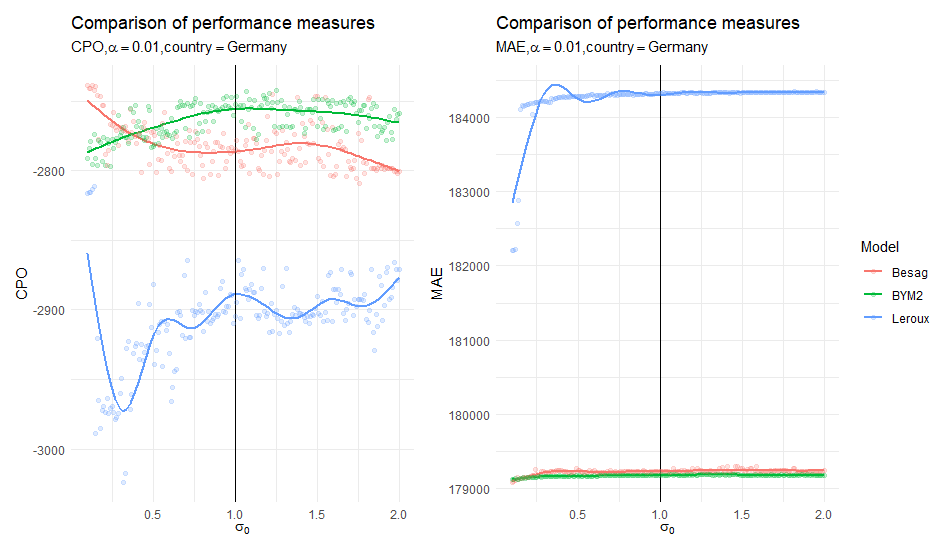 Comparison of performance measures
CPO,α = 0.01,country = Germany
CPO
-2800
-2900
-3000
0.5
1.0
1.5
2.0
σ0
Comparison of performance measures
MAE,α = 0.01,country = Germany
MAE
184000
183000
182000
181000
180000
179000
0.5
1.0
1.5
2.0
σ0
Model
Besag
BYM2
Leroux